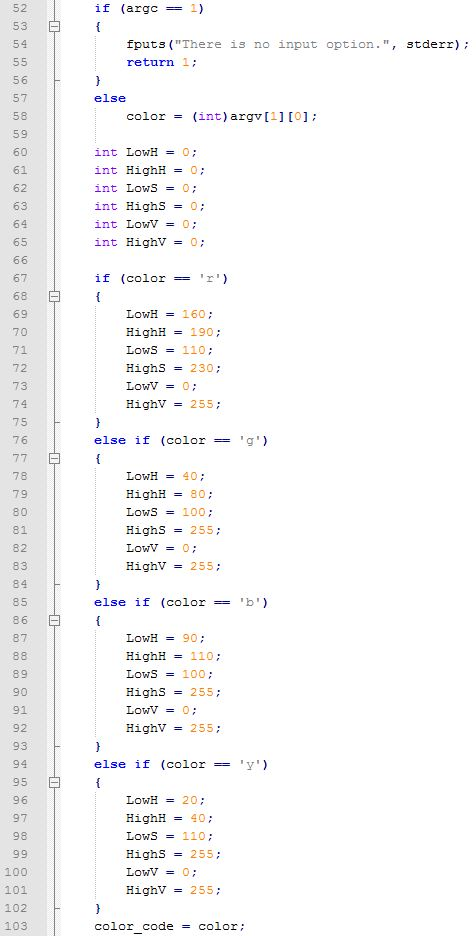 52 if (argc == 1)
53 {
54 fputs("There is no input option.", stderr);
55 return 1;
56 }
57 else
58 color = (int)argv[1][0];
59
60 int LowH = 0;
61 int HighH = 0;
62 int LowS = 0;
63 int HighS = 0;
64 int LowV = 0;
65 int HighV = 0;
66
67 if (color == 'r')
68 {
69 LowH = 160;
70 HighH = 190;
71 LowS = 110;
72 HighS = 230;
73 LowV = 0;
74 HighV = 255;
75 }
76 else if (color == 'g')
77 {
78 LowH = 40;
79 HighH = 80;
80 LowS = 100;
81 HighS = 255;
82 LowV = 0;
83 HighV = 255;
84 }
85 else if (color == 'b')
86 {
87 LowH = 90;
88 HighH = 110;
89 LowS = 100;
90 HighS = 255;
91 LowV = 0;
92 HighV = 255;
93 }
94 else if (color == 'y')
95 {
96 LowH = 20;
97 HighH = 40;
98 LowS = 110;
99 HighS = 255;
100 LowV = 0;
101 HighV = 255;
102 }
103 color_code = color;